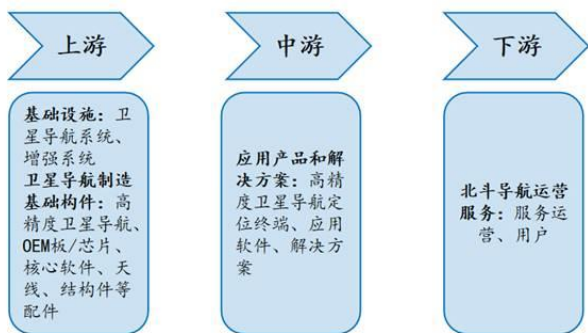 上游
基础设施：卫
星导航系统、
增强系统
卫星导航制造
基础构件：高
精度卫星导航、
OEM板/芯片、
核心软件、天
线、结构件等
配件
中游
应用产品和解
决方案：高精
度卫星导航定
位终端、应用
软件、解决方
案
下游
北斗导航运营
服务：服务运
营、用户